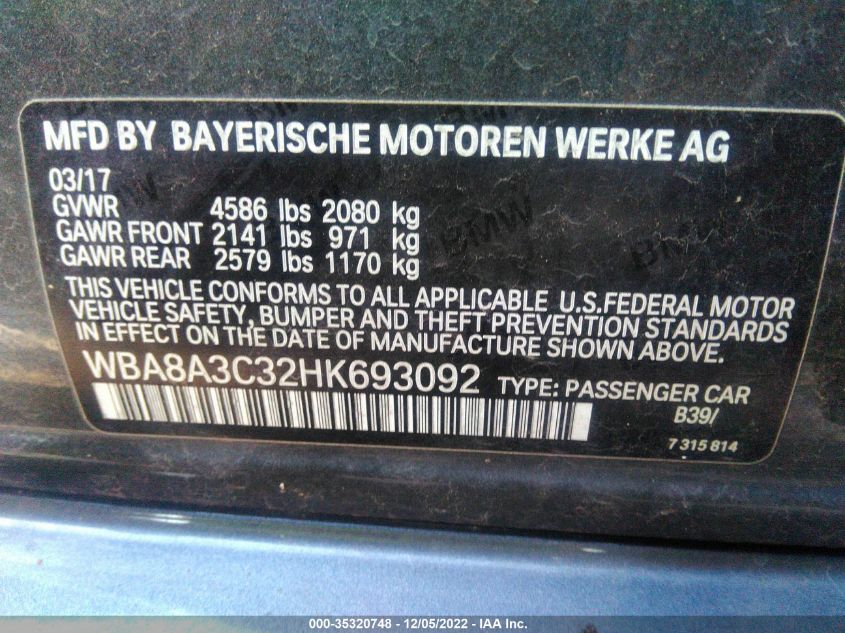 MFD BY BAYERISCHE MOTOREN WERKE AG
03/17
GVWR 4586 lbs 2080 kg
GAWR FRONT 2141 lbs 971 kg
GAWR REAR 2579 lbs 1170 kg
THIS VEHICLE CONFORMS TO ALL APPLICABLE U.S.FEDERAL MOTOR
VEHICLE SAFETY, BUMPER AND THEFT PREVENTION STANDARDS
IN EFFECT ON THE DATE OF MANUFACTURE SHOWN ABOVE.
WBA8A3C32HK693092 TYPE: PASSENGER CAR
B39/
7 315 814
BMW
BMW
000-35320748 - 12/05/2022 - IAA Inc.